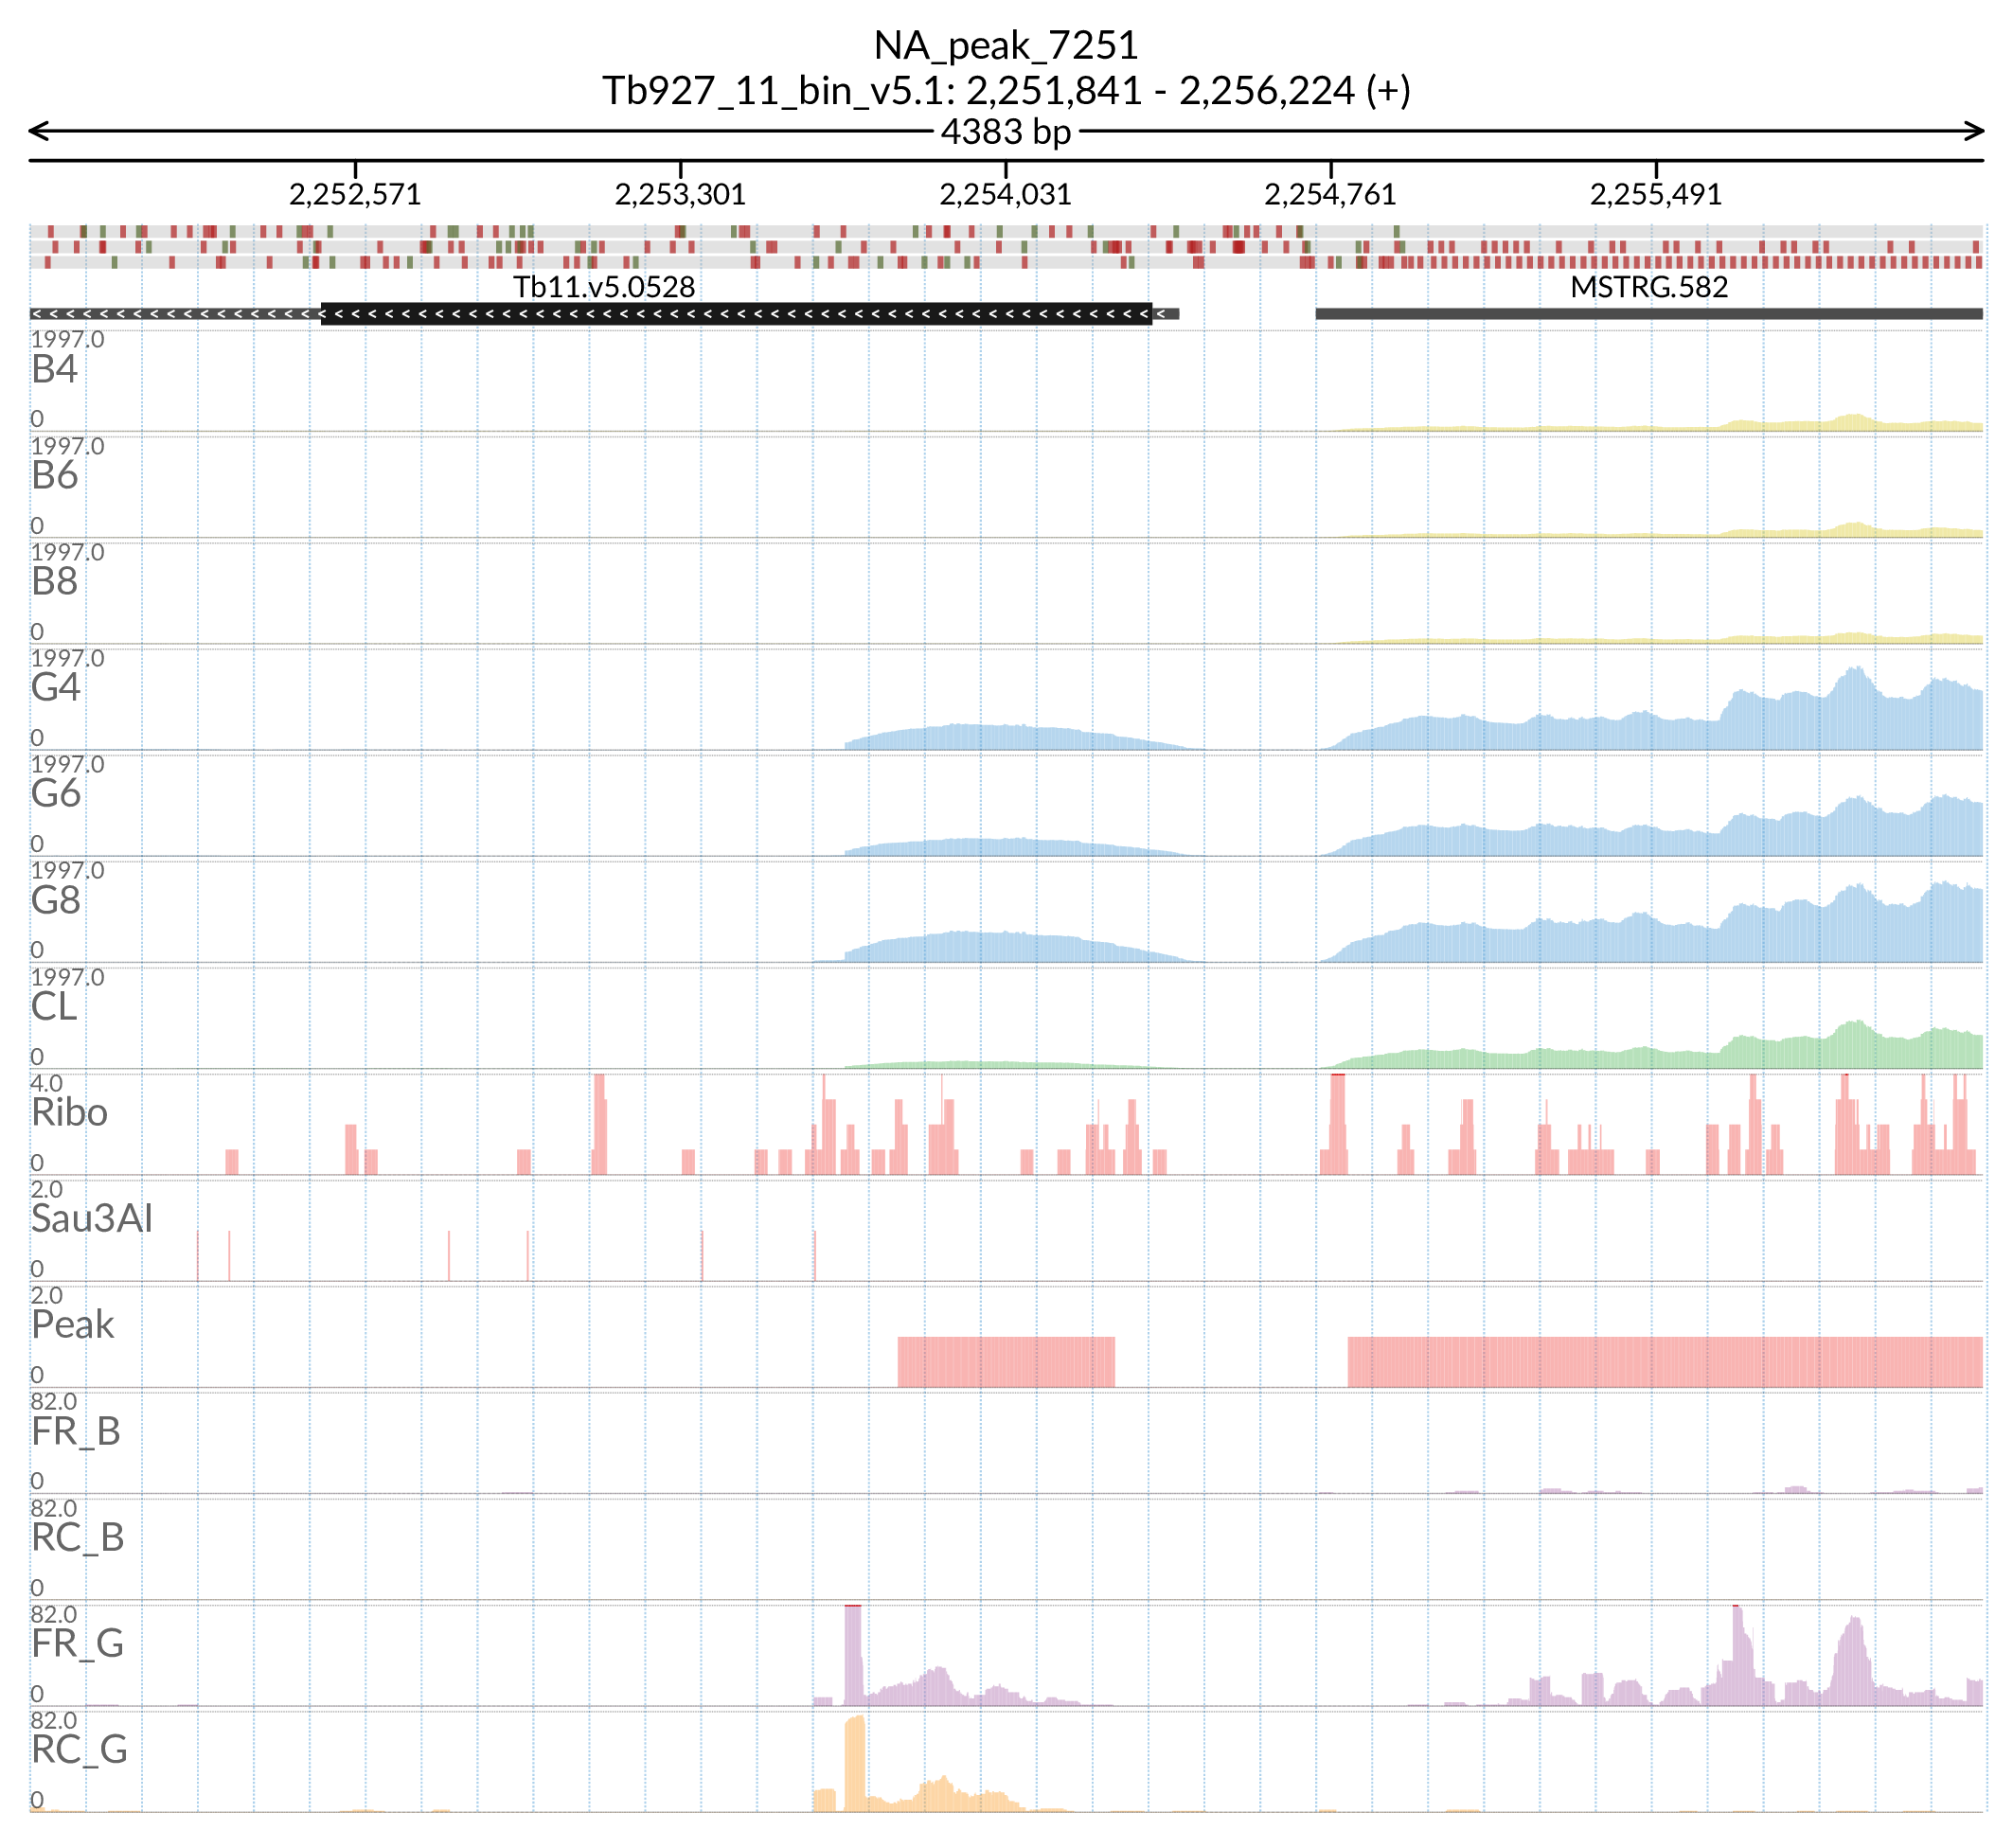 NA_peak_7251
Tb927_11_bin_v5.1: 2,251,841 - 2,256,224 (+)
4383 bp
2,252,571 2,253,301 2,254,031 2,254,761 2,255,491
Tb11.v5.0528 MSTRG.582
1997.0
B4
0
1997.0
B6
0
1997.0
B8
0
1997.0
G4
0
1997.0
G6
0
1997.0
G8
0
1997.0
CL
0
4.0
Ribo
0
2.0
Sau3AI
0
2.0
Peak
0
82.0
FR_B
0
82.0
RC_B
0
82.0
FR_G
0
82.0
RC_G
0